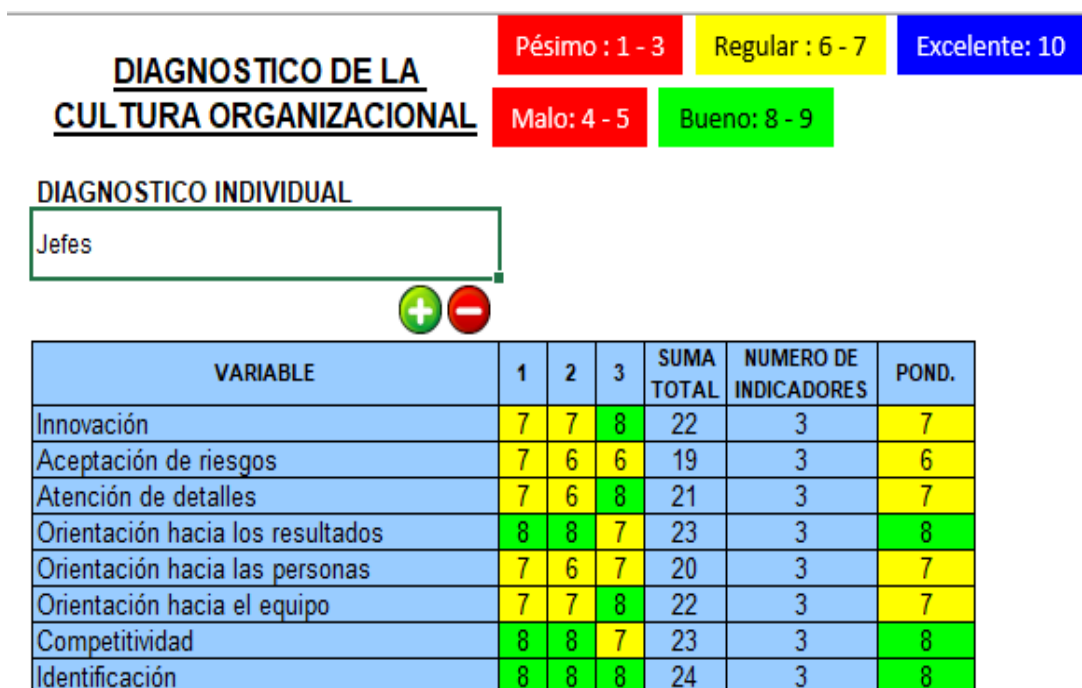 Pésimo : 1 - 3 Regular : 6 - 7 Excelente: 10
DIAGNOSTICO DE LA
CULTURA ORGANIZACIONAL
Malo: 4 - 5 Bueno: 8 - 9
DIAGNOSTICO INDIVIDUAL
Jefes
VARIABLE 1 2 3 SUMA TOTAL NUMERO DE INDICADORES POND.
Innovación 7 7 8 22 3 7
Aceptación de riesgos 7 6 6 19 3 6
Atención de detalles 7 6 8 21 3 7
Orientación hacia los resultados 8 8 7 23 3 8
Orientación hacia las personas 7 6 7 20 3 7
Orientación hacia el equipo 7 7 8 22 3 7
Competitividad 8 8 7 23 3 8
Identificación 8 8 8 24 3 8